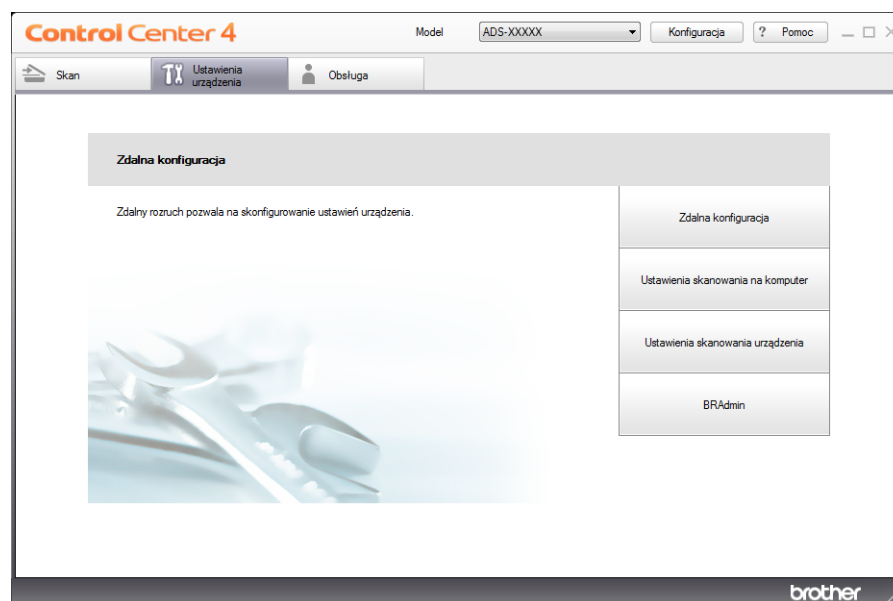 Control Center 4
Model ADS-XXXXX Konfiguracja ? Pomoc
Skan
Ustawienia
urządzenia
Obsługa
Zdalna konfiguracja
Zdalny rozruch pozwala na skonfigurowanie ustawień urządzenia.
Zdalna konfiguracja
Ustawienia skanowania na komputer
Ustawienia skanowania urządzenia
BRAdmin
brother